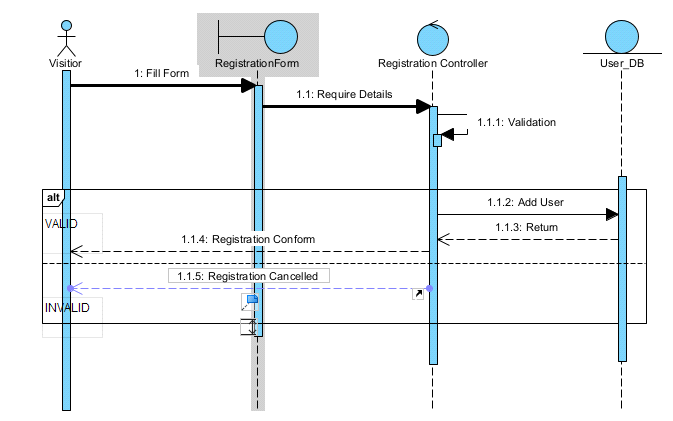 Visitior
RegistrationForm
Registration Controller
User_DB
1: Fill Form
1.1: Require Details
1.1.1: Validation
alt
1.1.2: Add User
VALID
1.1.3: Return
1.1.4: Registration Conform
1.1.5: Registration Cancelled
INVALID